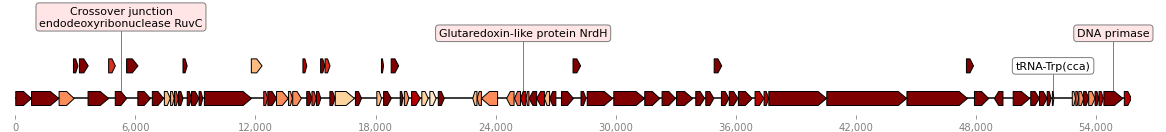 Crossover junction
endodeoxyribonuclease RuvC
DNA primase
Glutaredoxin-like protein NrdH
tRNA-Trp(cca)
0 6,000 12,000 18,000 24,000 30,000 36,000 42,000 48,000 54,000